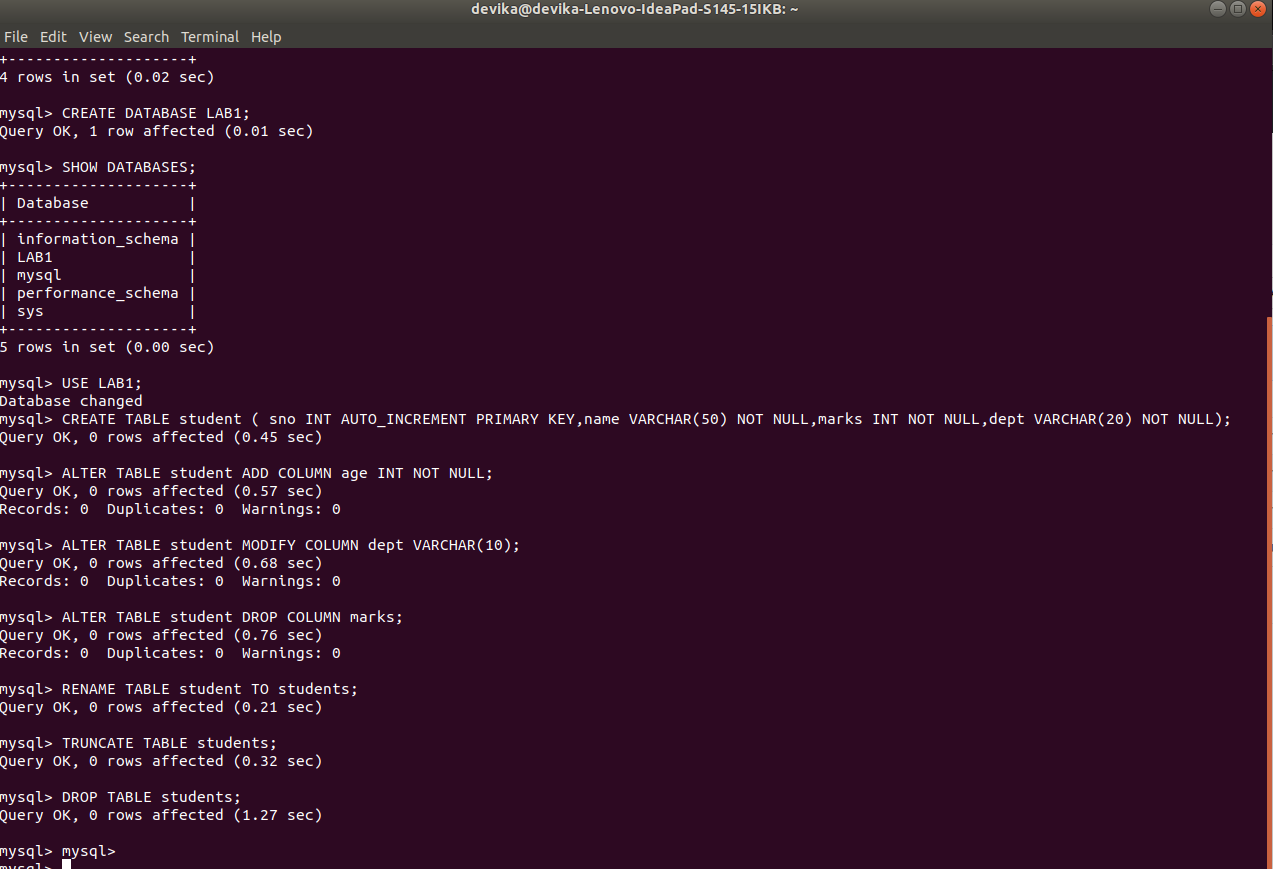 devika@devika-Lenovo-IdeaPad-S145-15IKB: ~
File Edit View Search Terminal Help
+--------------------+
4 rows in set (0.02 sec)
mysql> CREATE DATABASE LAB1;
Query OK, 1 row affected (0.01 sec)
mysql> SHOW DATABASES;
+--------------------+
| Database           |
+--------------------+
| information_schema |
| LAB1               |
| mysql              |
| performance_schema |
| sys                |
+--------------------+
5 rows in set (0.00 sec)
mysql> USE LAB1;
Database changed
mysql> CREATE TABLE student ( sno INT AUTO_INCREMENT PRIMARY KEY,name VARCHAR(50) NOT NULL,marks INT NOT NULL,dept VARCHAR(20) NOT NULL);
Query OK, 0 rows affected (0.45 sec)
mysql> ALTER TABLE student ADD COLUMN age INT NOT NULL;
Query OK, 0 rows affected (0.57 sec)
Records: 0  Duplicates: 0  Warnings: 0
mysql> ALTER TABLE student MODIFY COLUMN dept VARCHAR(10);
Query OK, 0 rows affected (0.68 sec)
Records: 0  Duplicates: 0  Warnings: 0
mysql> ALTER TABLE student DROP COLUMN marks;
Query OK, 0 rows affected (0.76 sec)
Records: 0  Duplicates: 0  Warnings: 0
mysql> RENAME TABLE student TO students;
Query OK, 0 rows affected (0.21 sec)
mysql> TRUNCATE TABLE students;
Query OK, 0 rows affected (0.32 sec)
mysql> DROP TABLE students;
Query OK, 0 rows affected (1.27 sec)
mysql> mysql>
mysql>